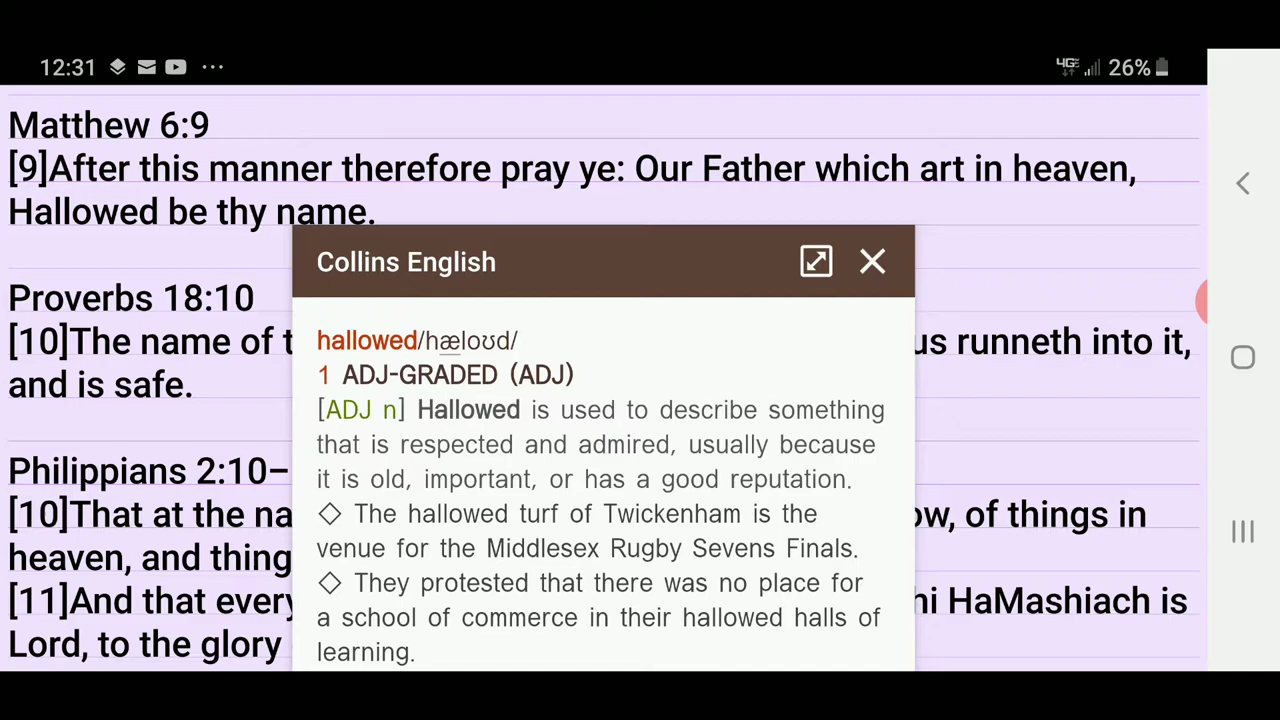 12:31 ... 4GE 26%
Matthew 6:9
[9]After this manner therefore pray ye: Our Father which art in heaven,
Hallowed be thy name.
Collins English
Proverbs 18:10
[10]The name of t
us runneth into it,
and is safe.
hallowed/hæloʊd/
1 ADJ-GRADED (ADJ)
[ADJ n] Hallowed is used to describe something
that is respected and admired, usually because
it is old, important, or has a good reputation.
◇ The hallowed turf of Twickenham is the
venue for the Middlesex Rugby Sevens Finals.
◇ They protested that there was no place for
a school of commerce in their hallowed halls of
learning.
Philippians 2:10–
[10]That at the na
ow, of things in
heaven, and thing
[11]And that every
hi HaMashiach is
Lord, to the glory